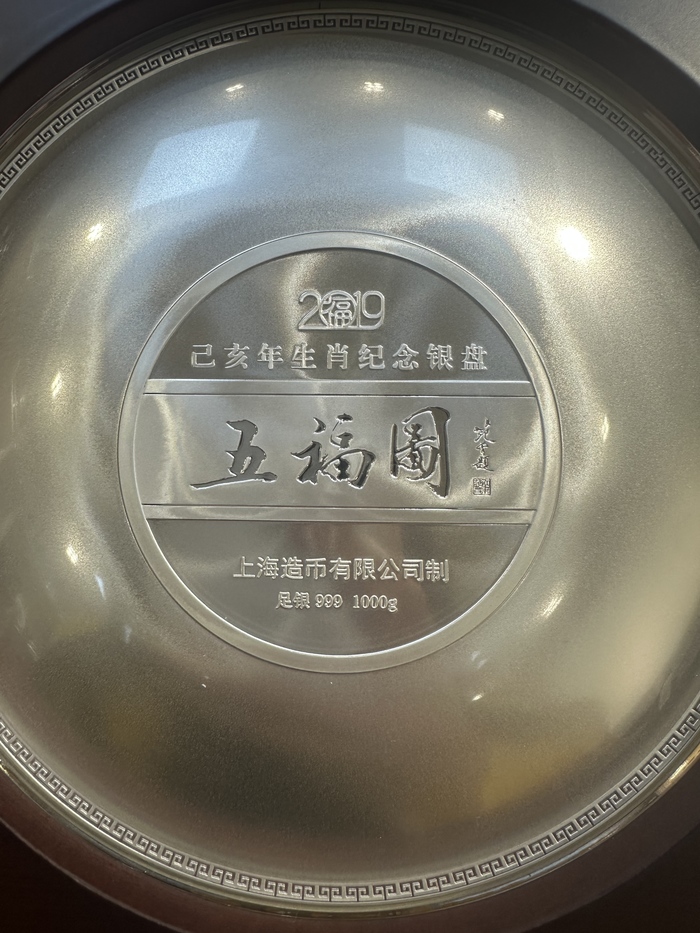 2019
己亥年生肖纪念银盘
五福圖
上海造币有限公司制
足银 999 1000g